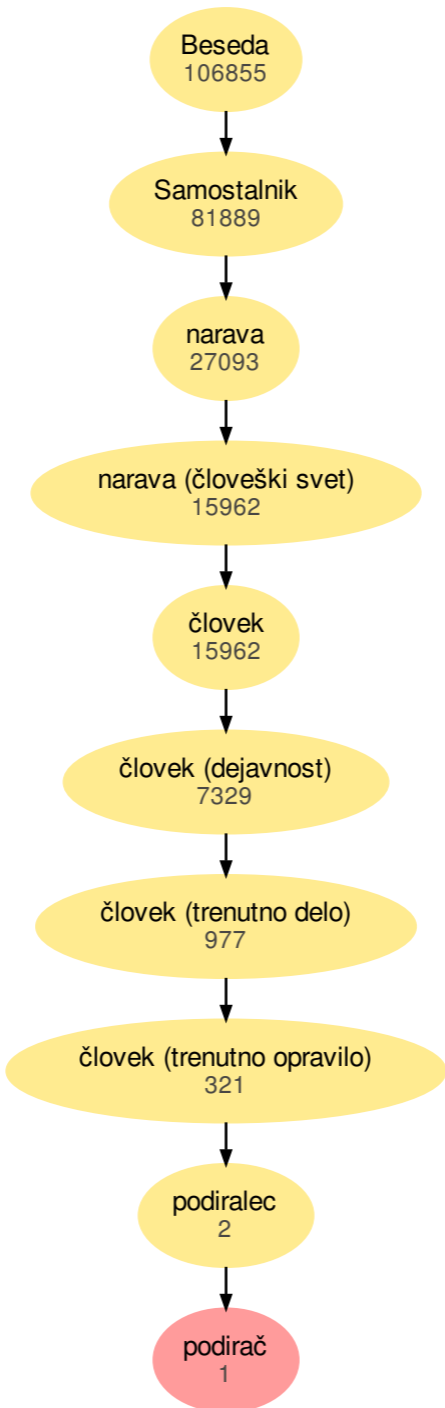 Beseda
106855
Samostalnik
81889
narava
27093
narava (človeški svet)
15962
človek
15962
človek (dejavnost)
7329
človek (trenutno delo)
977
človek (trenutno opravilo)
321
podiralec
2
podirač
1